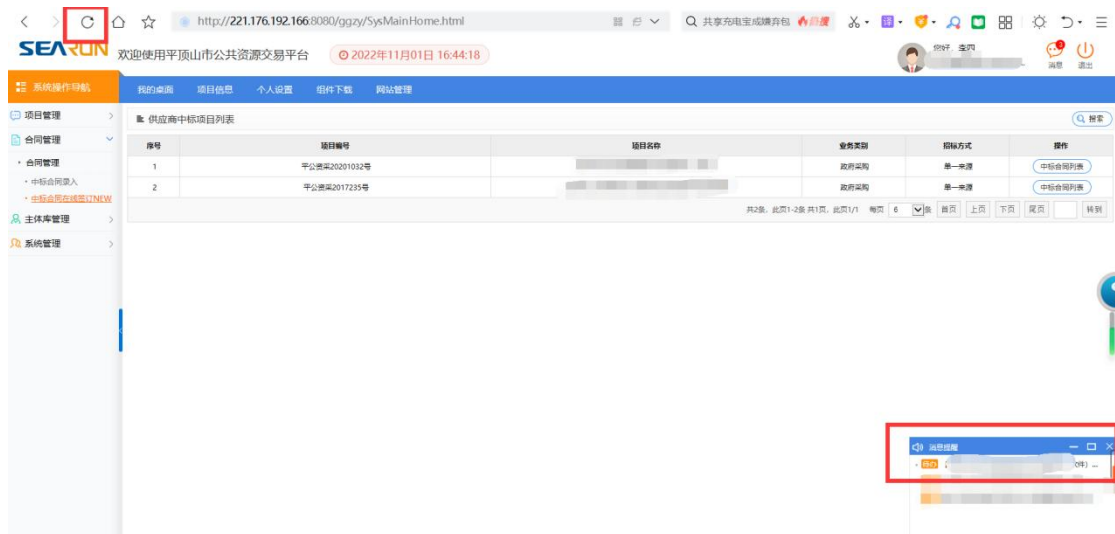 http://221.176.192.166:8080/ggzy/SysMainHome.html
共享充电宝成嫌弃包
SEARUN
欢迎使用平顶山市公共资源交易平台
2022年11月01日 16:44:18
您好，李四
消息
退出
系统操作导航
我的桌面 项目信息 个人设置 组件下载 网站管理
项目管理
供应商中标项目列表
搜索
合同管理
序号 项目编号 项目名称 业务类别 招标方式 操作
合同管理
1 平公资采20201032号 政府采购 单一来源 中标合同列表
中标合同录入
2 平公资采2017235号 政府采购 单一来源 中标合同列表
中标合同在线签订NEW
共2条, 此页1-2条 共1页, 此页1/1 每页 6 条 首页 上页 下页 尾页 转到
主体库管理
系统管理
消息提醒